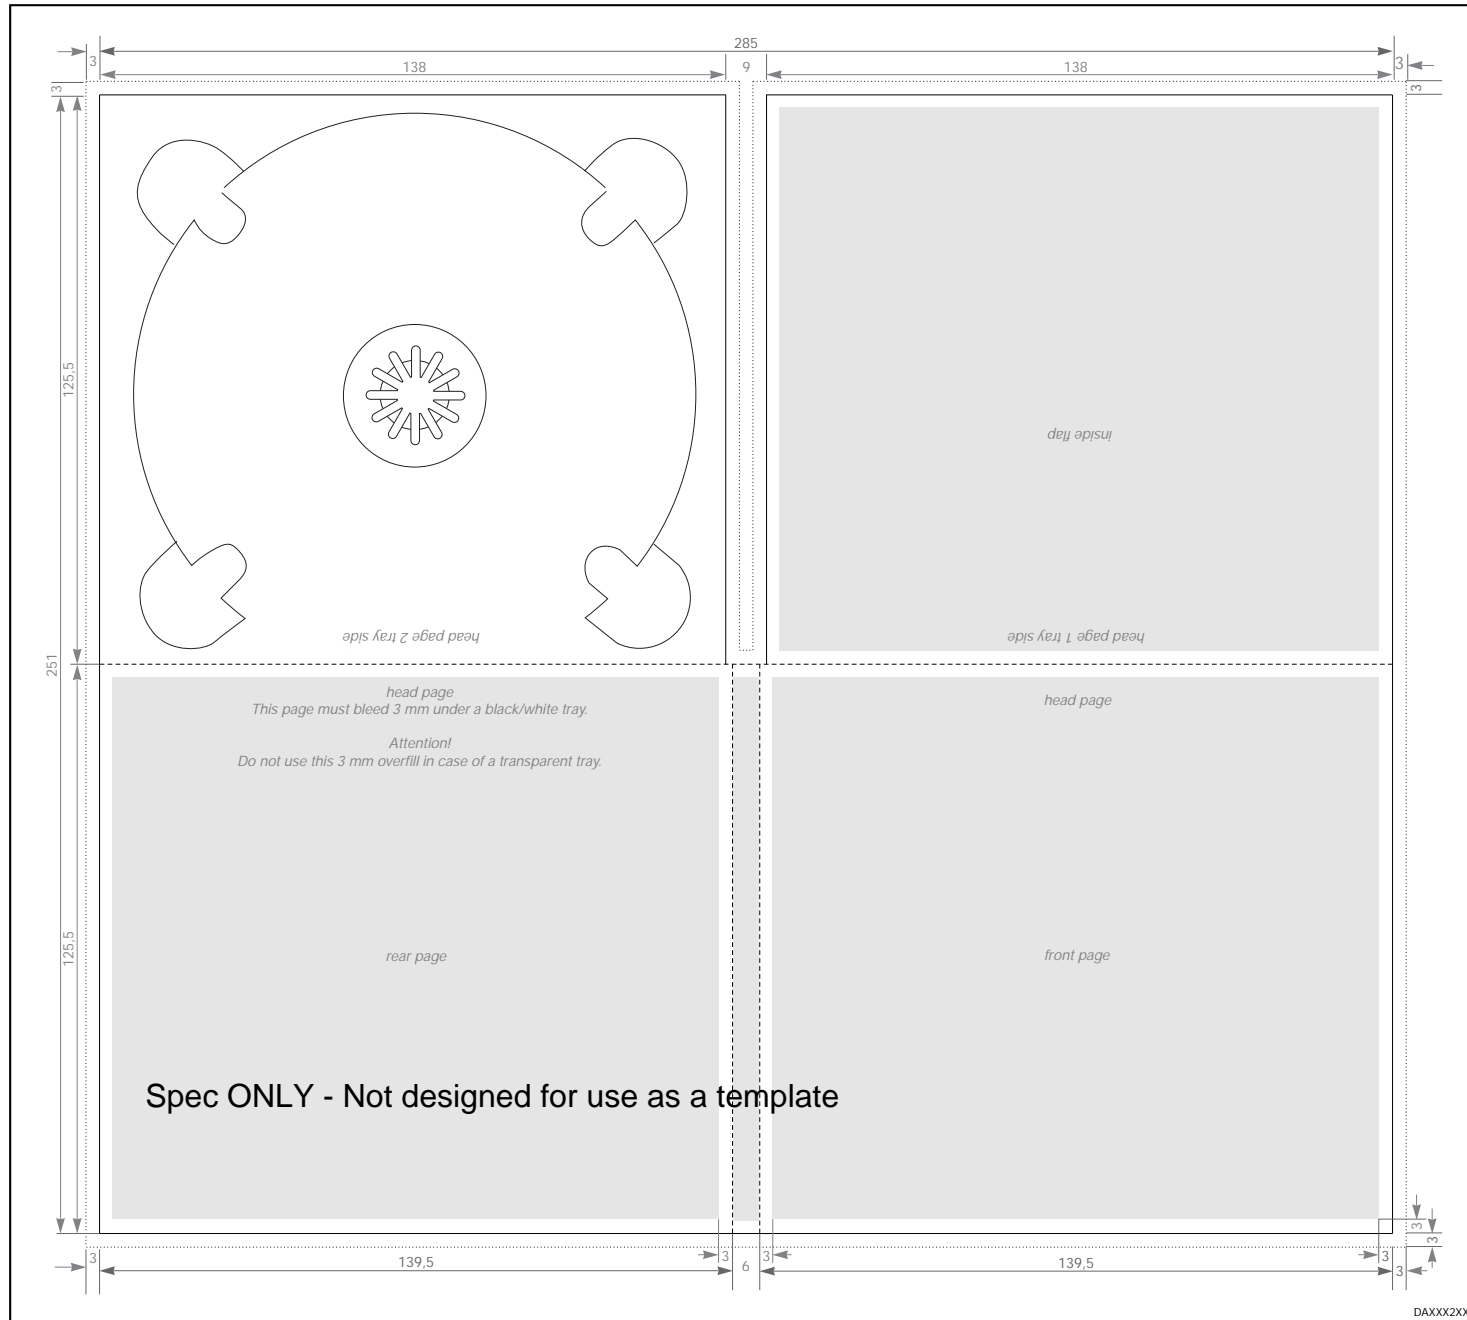 285
3
138
9
138
3
3
3
125,5
inside flap
head page 2 tray side
head page 1 tray side
251
head page
This page must bleed 3 mm under a black/white tray.
Attention!
Do not use this 3 mm overfill in case of a transparent tray.
head page
125,5
rear page
front page
Spec ONLY - Not designed for use as a template
3
3
3
139,5
3
6
3
139,5
3
3
DAXXX2XX